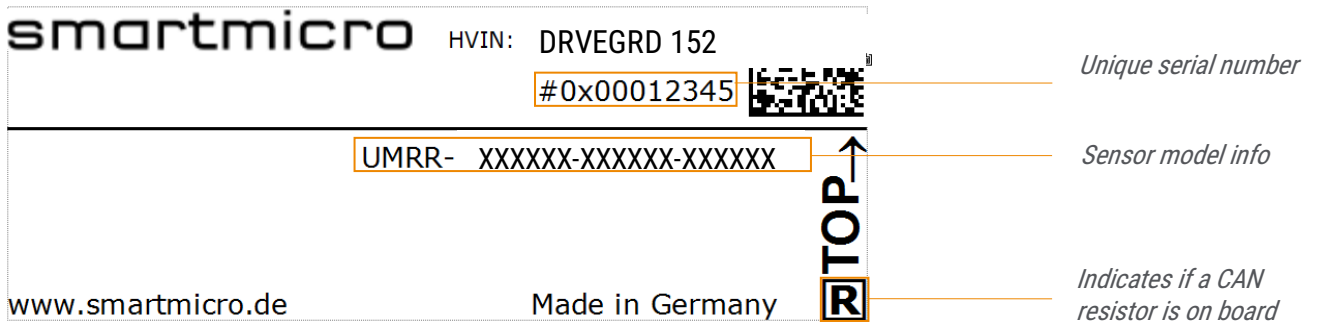 smartmicro HVIN: DRVEGRD 152
#0x00012345
Unique serial number
UMRR- XXXXXX-XXXXXX-XXXXXX
Sensor model info
TOP→
R
Indicates if a CAN
resistor is on board
www.smartmicro.de Made in Germany